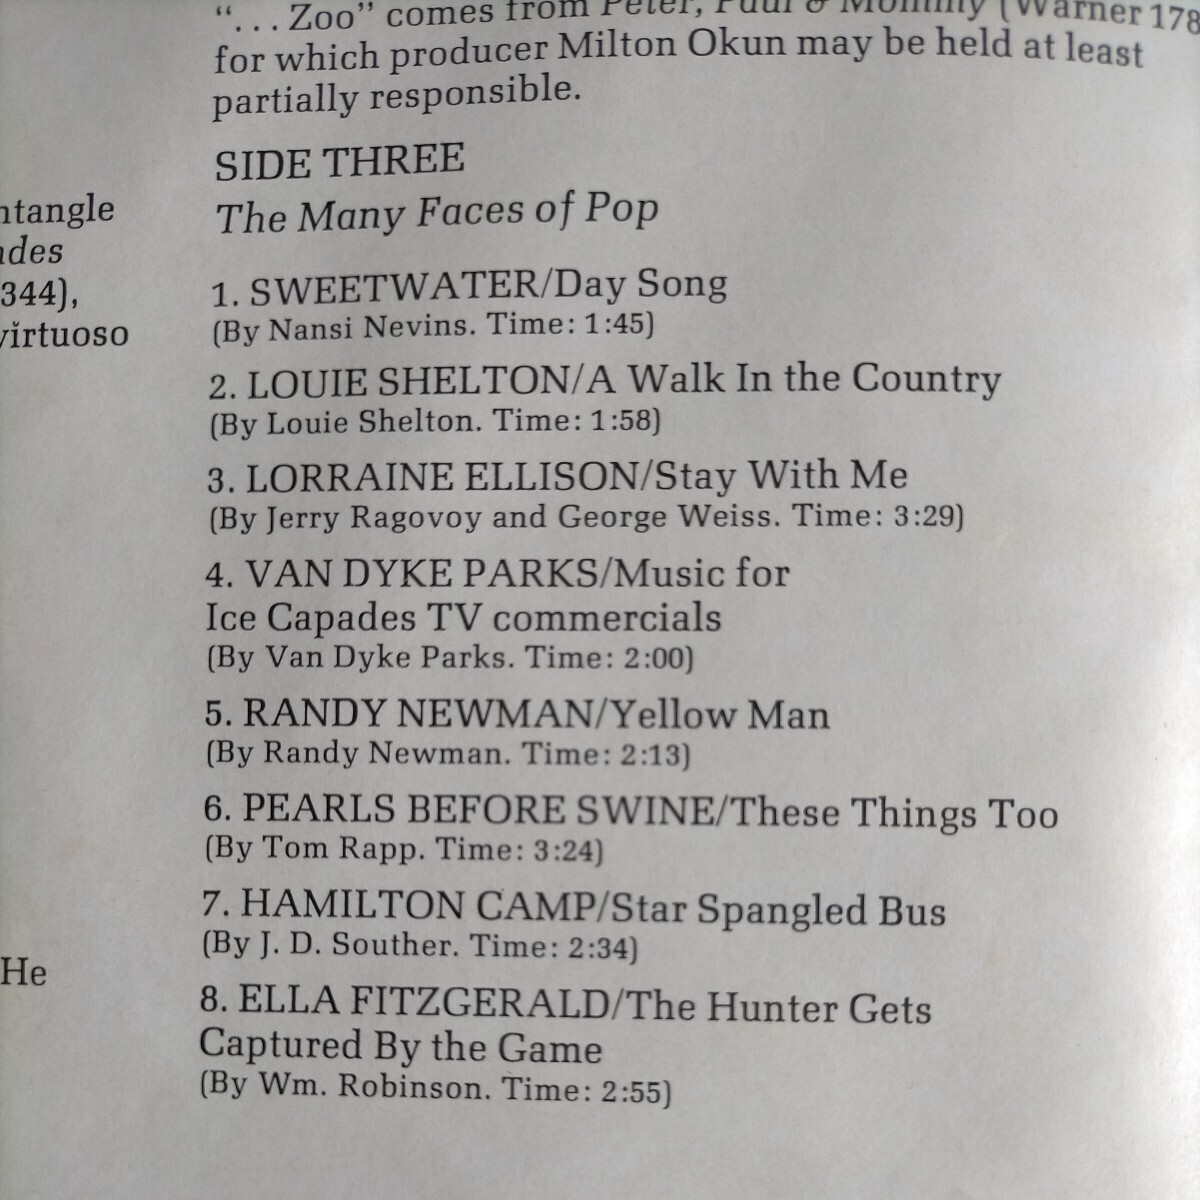 “. . . Zoo” comes from Peter, Paul & Mommy (Warner 178
for which producer Milton Okun may be held at least
partially responsible.
SIDE THREE
The Many Faces of Pop
1. SWEETWATER/Day Song
(By Nansi Nevins. Time: 1:45)
2. LOUIE SHELTON/A Walk In the Country
(By Louie Shelton. Time: 1:58)
3. LORRAINE ELLISON/Stay With Me
(By Jerry Ragovoy and George Weiss. Time: 3:29)
4. VAN DYKE PARKS/Music for
Ice Capades TV commercials
(By Van Dyke Parks. Time: 2:00)
5. RANDY NEWMAN/Yellow Man
(By Randy Newman. Time: 2:13)
6. PEARLS BEFORE SWINE/These Things Too
(By Tom Rapp. Time: 3:24)
7. HAMILTON CAMP/Star Spangled Bus
(By J. D. Souther. Time: 2:34)
8. ELLA FITZGERALD/The Hunter Gets
Captured By the Game
(By Wm. Robinson. Time: 2:55)
ntangle
ades
344),
virtuoso
He